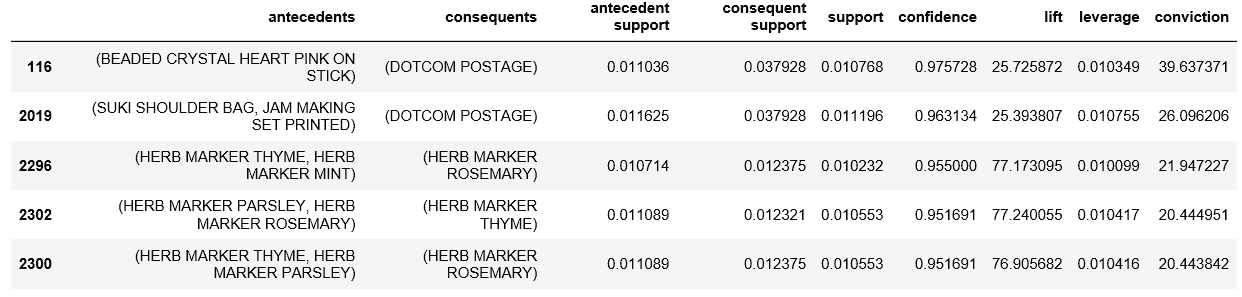 antecedents consequents antecedent support consequent support support confidence lift leverage conviction
116 (BEADED CRYSTAL HEART PINK ON STICK) (DOTCOM POSTAGE) 0.011036 0.037928 0.010768 0.975728 25.725872 0.010349 39.637371
2019 (SUKI SHOULDER BAG, JAM MAKING SET PRINTED) (DOTCOM POSTAGE) 0.011625 0.037928 0.011196 0.963134 25.393807 0.010755 26.096206
2296 (HERB MARKER THYME, HERB MARKER MINT) (HERB MARKER ROSEMARY) 0.010714 0.012375 0.010232 0.955000 77.173095 0.010099 21.947227
2302 (HERB MARKER PARSLEY, HERB MARKER ROSEMARY) (HERB MARKER THYME) 0.011089 0.012321 0.010553 0.951691 77.240055 0.010417 20.444951
2300 (HERB MARKER THYME, HERB MARKER PARSLEY) (HERB MARKER ROSEMARY) 0.011089 0.012375 0.010553 0.951691 76.905682 0.010416 20.443842